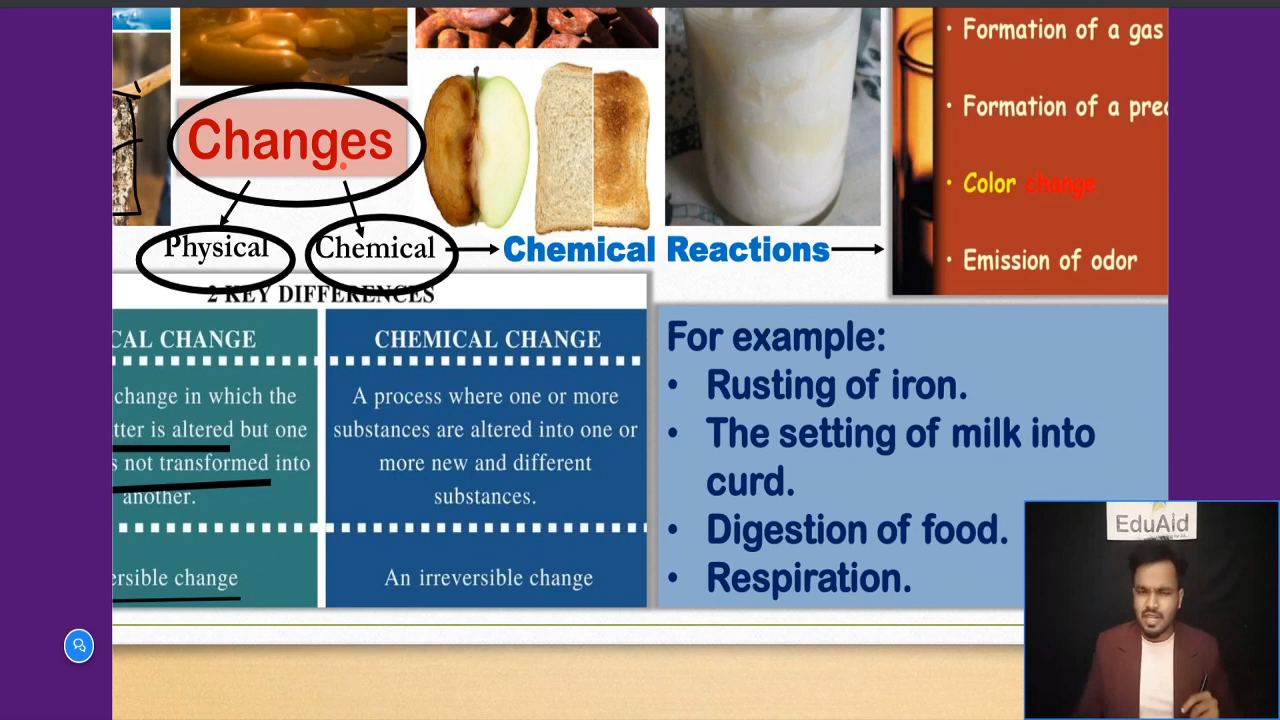 Formation of a gas
Formation of a prec
Changes
Color change
Physical
Chemical
Chemical Reactions
Emission of odor
2 KEY DIFFERENCES
CAL CHANGE
change in which the
tter is altered but one
s not transformed into
another.
ersible change
CHEMICAL CHANGE
A process where one or more
substances are altered into one or
more new and different
substances.
An irreversible change
For example:
• Rusting of iron.
• The setting of milk into
curd.
• Digestion of food.
• Respiration.
EduAid